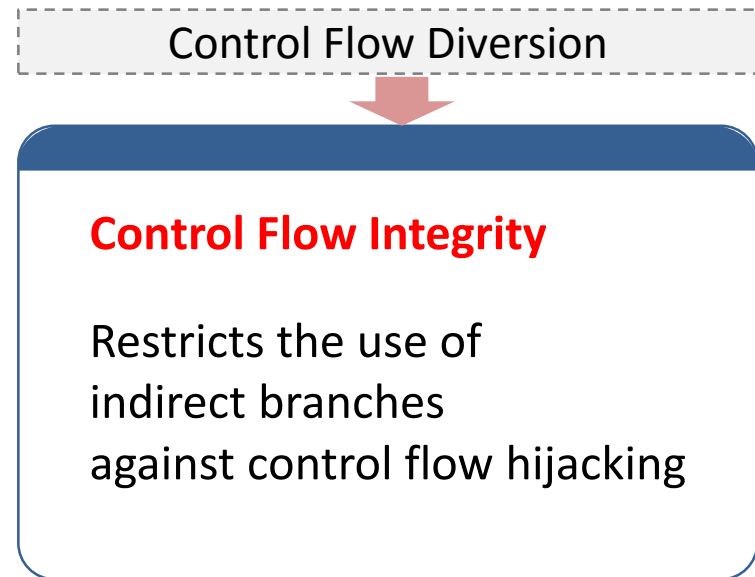 Control Flow Diversion
Control Flow Integrity
Restricts the use of
indirect branches
against control flow hijacking